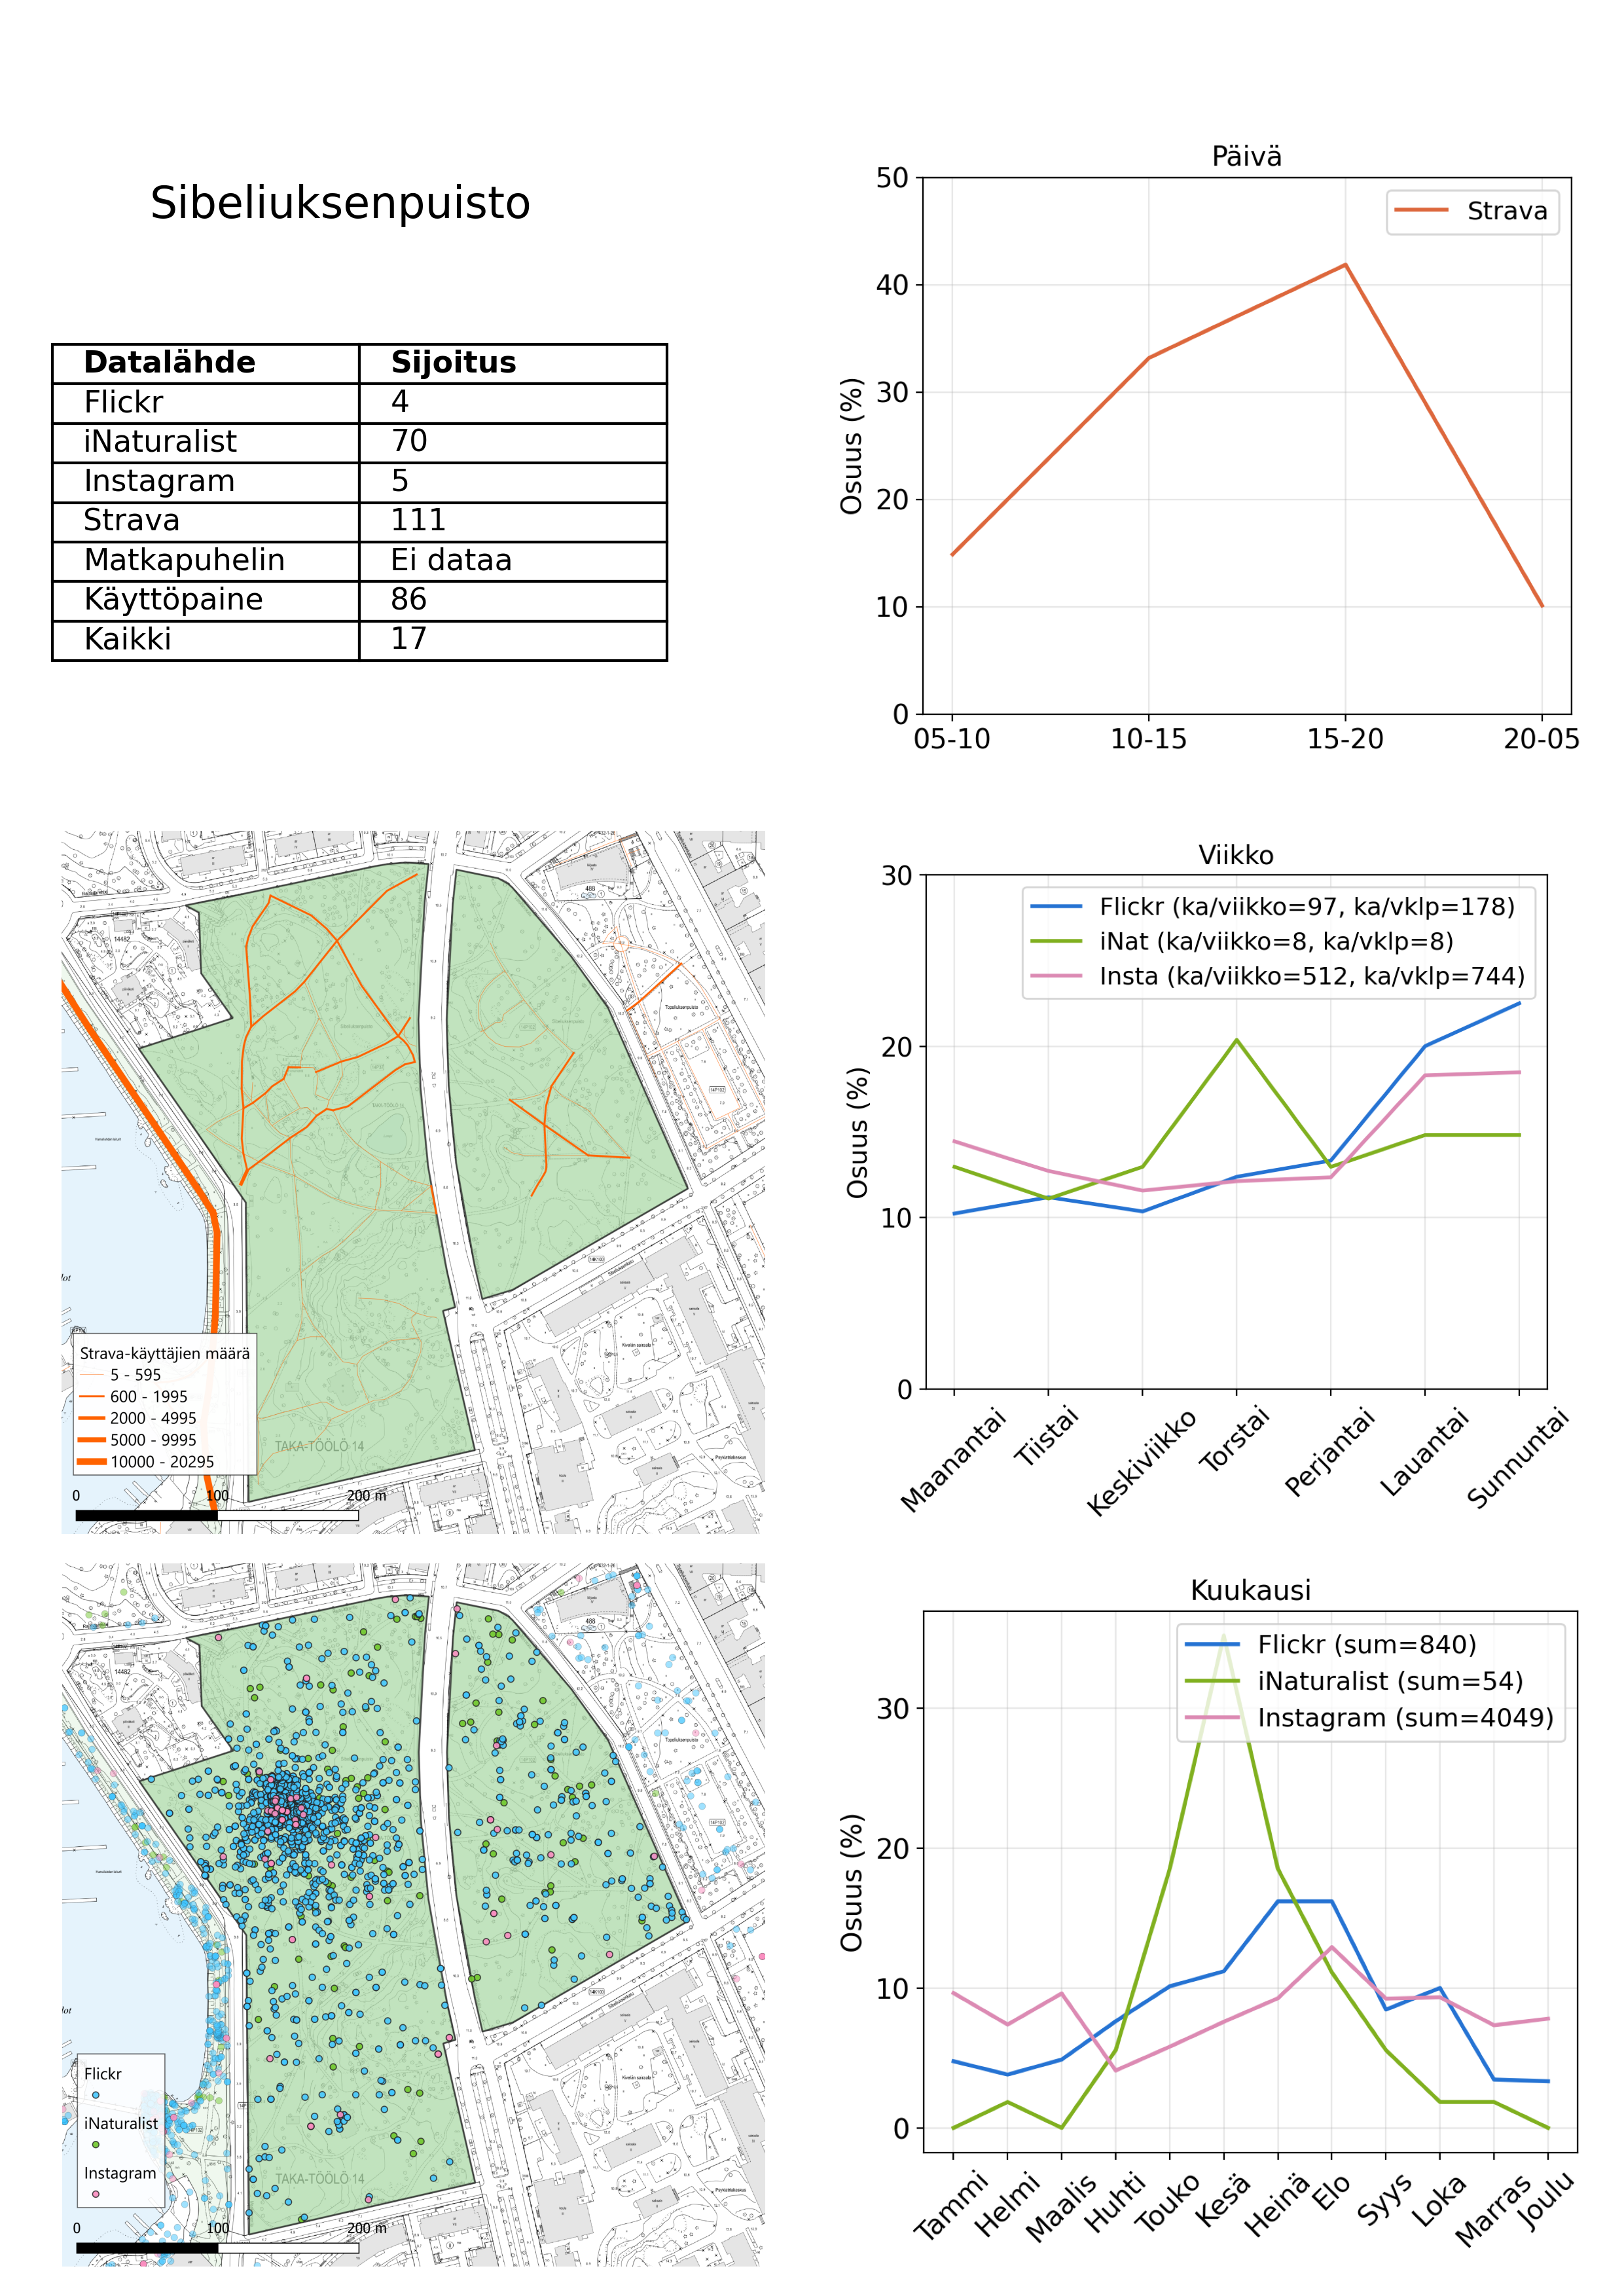 Sibeliuksenpuisto
Datalähde Sijoitus
Flickr 4
iNaturalist 70
Instagram 5
Strava 111
Matkapuhelin Ei dataa
Käyttöpaine 86
Kaikki 17
Päivä
Strava
Osuus (%)
50
40
30
20
10
0
05-10 10-15 15-20 20-05
Strava-käyttäjien määrä
5 - 595
600 - 1995
2000 - 4995
5000 - 9995
10000 - 20295
0 100 200 m
TAKA-TÖÖLÖ 14
14482
488
Viikko
Flickr (ka/viikko=97, ka/vklp=178)
iNat (ka/viikko=8, ka/vklp=8)
Insta (ka/viikko=512, ka/vklp=744)
Osuus (%)
30
20
10
0
Maanantai Tiistai Keskiviikko Torstai Perjantai Lauantai Sunnuntai
Flickr
iNaturalist
Instagram
0 100 200 m
TAKA-TÖÖLÖ 14
14482
488
Kuukausi
Flickr (sum=840)
iNaturalist (sum=54)
Instagram (sum=4049)
Osuus (%)
30
20
10
0
Tammi Helmi Maalis Huhti Touko Kesä Heinä Elo Syys Loka Marras Joulu